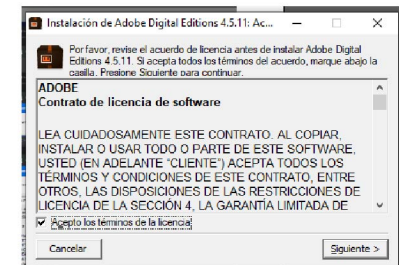 Instalación de Adobe Digital Editions 4.5.11: Ac...
Por favor, revise el acuerdo de licencia antes de instalar Adobe Digital
Editions 4.5.11. Si acepta todos los términos del acuerdo, marque abajo la
casilla. Presione Siguiente para continuar.
ADOBE
Contrato de licencia de software
LEA CUIDADOSAMENTE ESTE CONTRATO. AL COPIAR,
INSTALAR O USAR TODO O PARTE DE ESTE SOFTWARE,
USTED (EN ADELANTE "CLIENTE") ACEPTA TODOS LOS
TÉRMINOS Y CONDICIONES DE ESTE CONTRATO, ENTRE
OTROS, LAS DISPOSICIONES DE LAS RESTRICCIONES DE
LICENCIA DE LA SECCIÓN 4, LA GARANTÍA LIMITADA DE
Acepto los términos de la licencia
Cancelar
Siguiente >